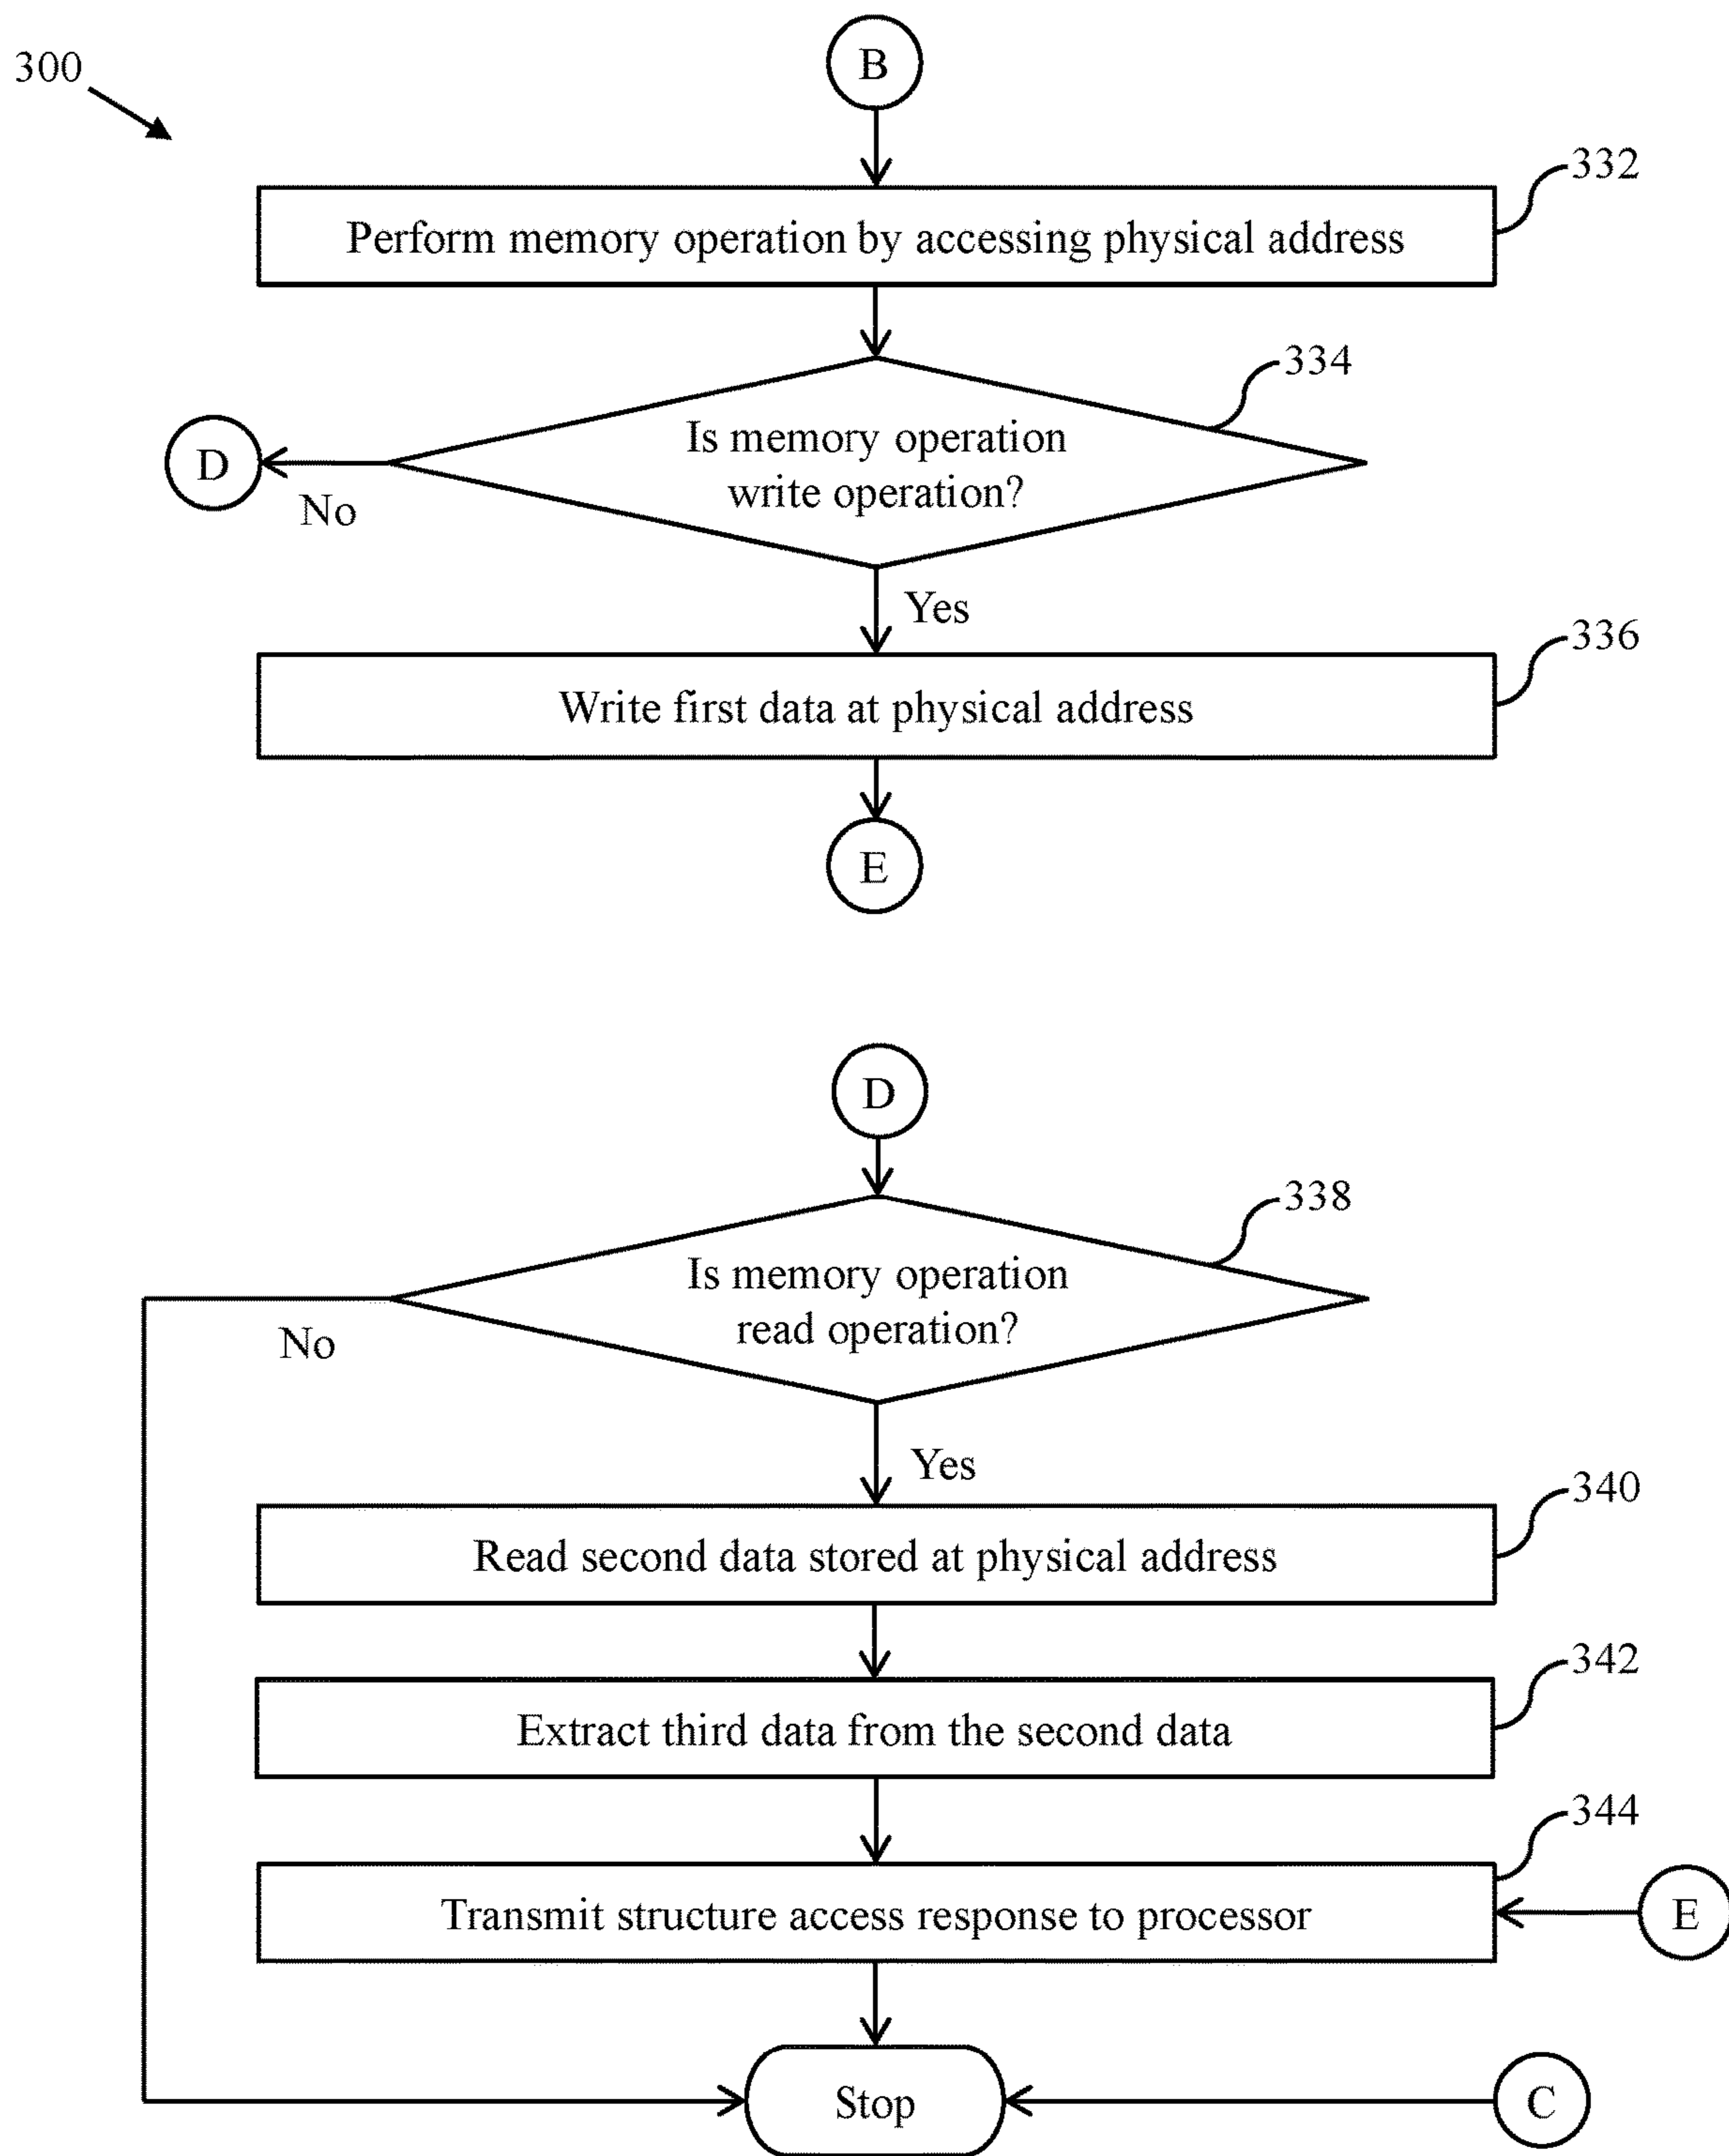 300
B
332
Perform memory operation by accessing physical address
334
Is memory operation
write operation?
D
No
Yes
336
Write first data at physical address
E
D
338
Is memory operation
read operation?
No
Yes
340
Read second data stored at physical address
342
Extract third data from the second data
344
Transmit structure access response to processor
E
Stop
C